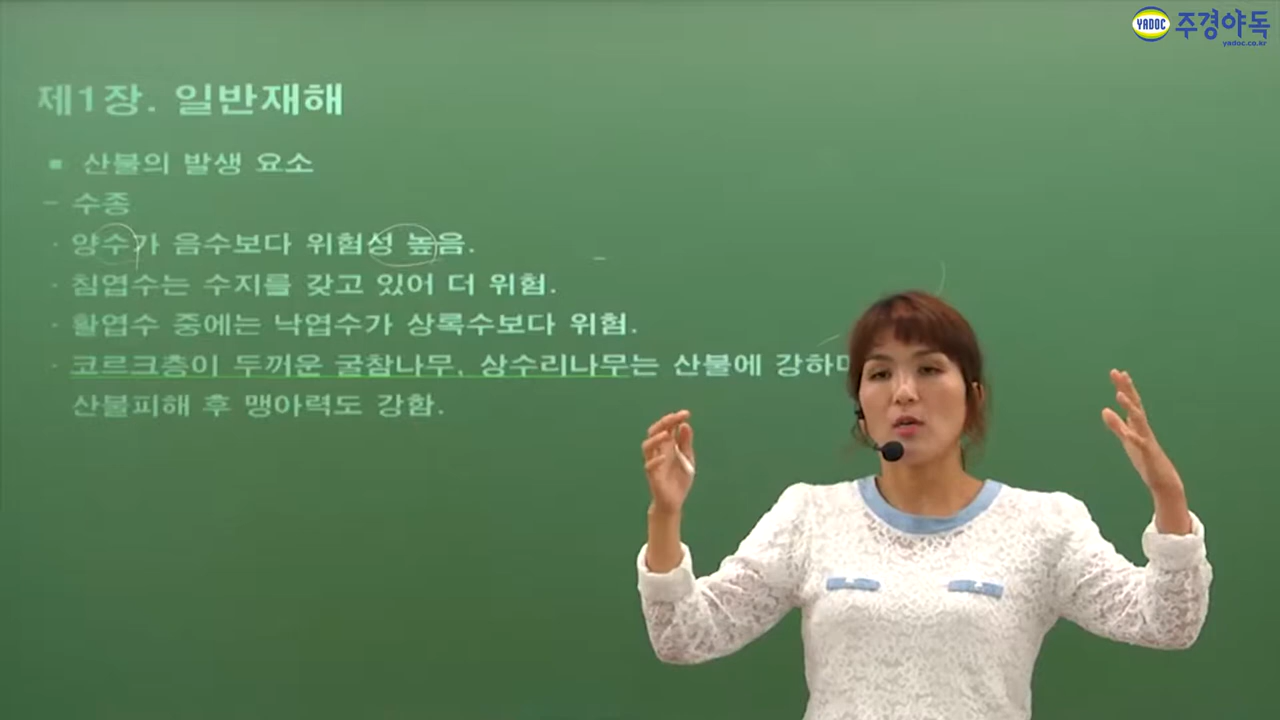 YADOC 주경야독
yadoc.co.kr
제1장. 일반재해
▪ 산불의 발생 요소
- 수종
· 양수가 음수보다 위험성 높음.
· 침엽수는 수지를 갖고 있어 더 위험.
· 활엽수 중에는 낙엽수가 상록수보다 위험.
· 코르크층이 두꺼운 굴참나무, 상수리나무는 산불에 강하며
산불피해 후 맹아력도 강함.